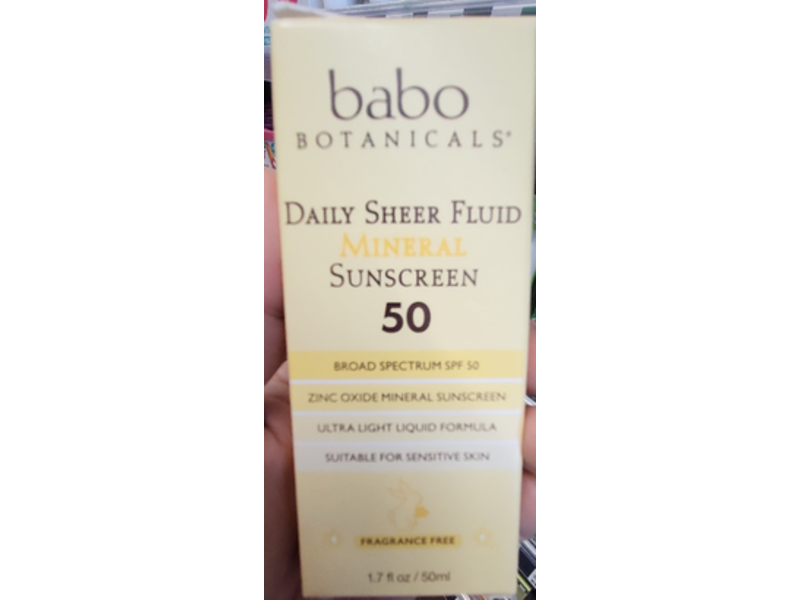 babo
BOTANICALS®
DAILY SHEER FLUID
MINERAL
SUNSCREEN
50
BROAD SPECTRUM SPF 50
ZINC OXIDE MINERAL SUNSCREEN
ULTRA LIGHT LIQUID FORMULA
SUITABLE FOR SENSITIVE SKIN
FRAGRANCE FREE
1.7 fl oz / 50ml